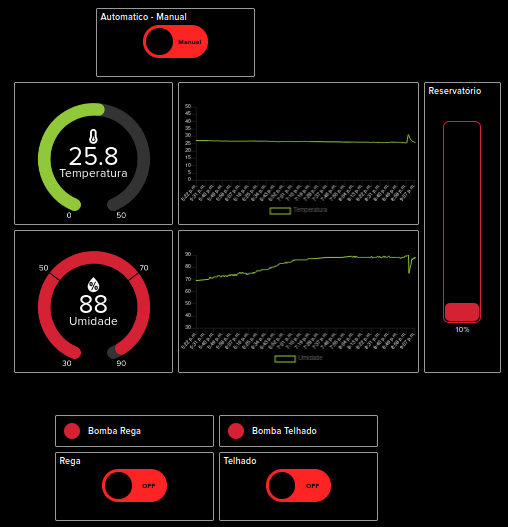 Automatico - Manual
Manual
25.8
Temperatura
0
50
50
45
40
35
30
25
20
15
10
5
0
Temperatura
Reservatório
10%
50
70
%
88
Umidade
30
90
90
80
70
60
50
40
30
Umidade
Bomba Rega
Bomba Telhado
Rega
OFF
Telhado
OFF